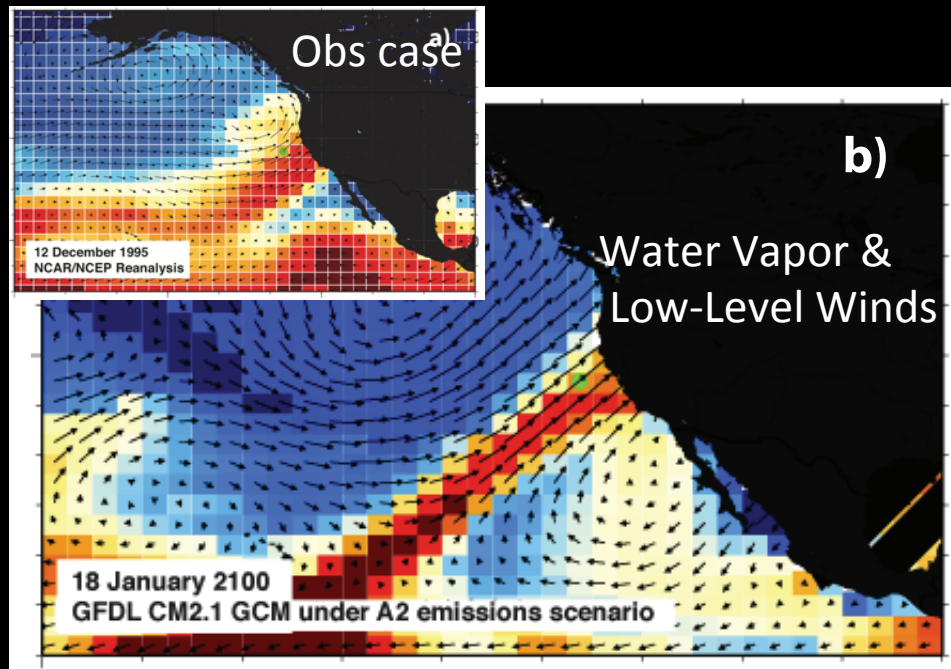 a)
Obs case
12 December 1995
NCAR/NCEP Reanalysis
b)
Water Vapor &
Low-Level Winds
18 January 2100
GFDL CM2.1 GCM under A2 emissions scenario